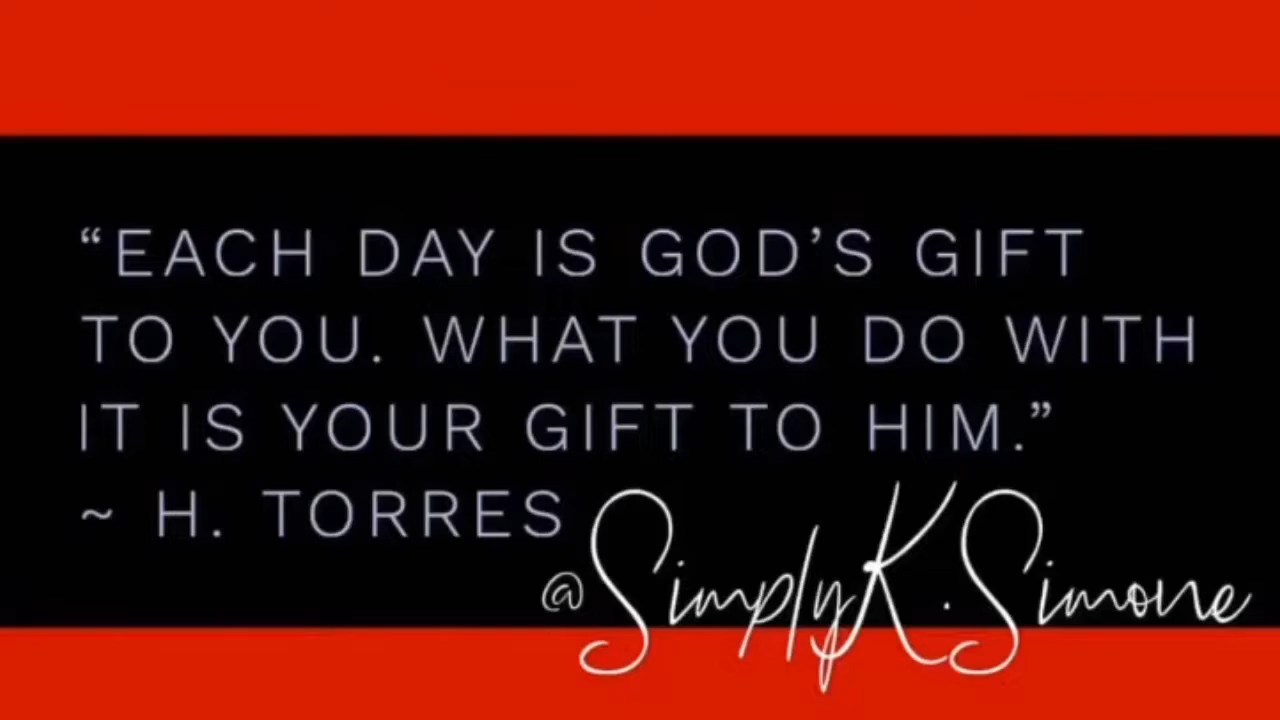 “EACH DAY IS GOD’S GIFT
TO YOU. WHAT YOU DO WITH
IT IS YOUR GIFT TO HIM.”
~ H. TORRES
@SimplyK.Simone